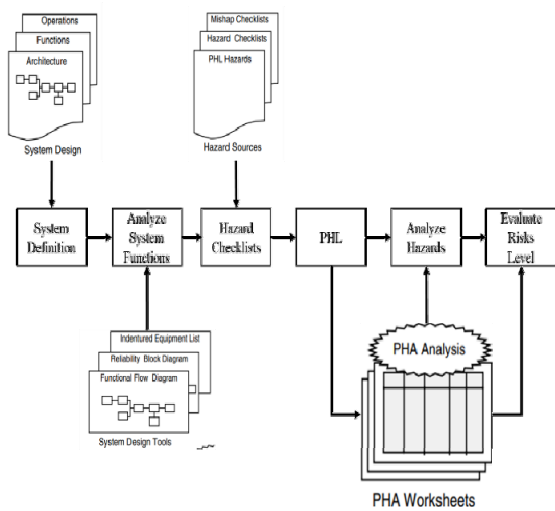 Operations
Functions
Architecture
System Design
Mishap Checklists
Hazard Checklists
PHL Hazards
Hazard Sources
System
Definition
Analyze
System
Functions
Hazard
Checklists
PHL
Analyze
Hazards
Evaluate
Risks
Level
Indentured Equipment List
Reliability Block Diagram
Functional Flow Diagram
System Design Tools
PHA Analysis
PHA Worksheets